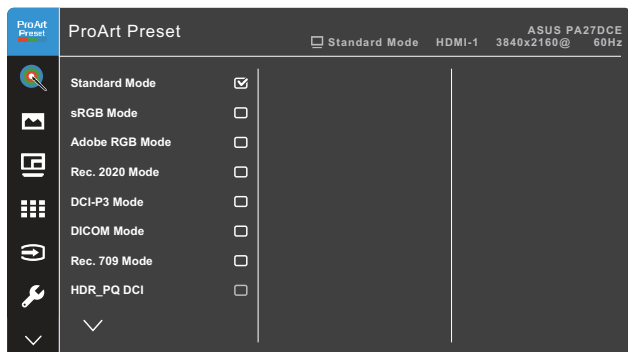 ProArt
Preset
ProArt Preset
ASUS PA27DCE
Standard Mode HDMI-1 3840x2160@ 60Hz
Standard Mode
sRGB Mode
Adobe RGB Mode
Rec. 2020 Mode
DCI-P3 Mode
DICOM Mode
Rec. 709 Mode
HDR_PQ DCI